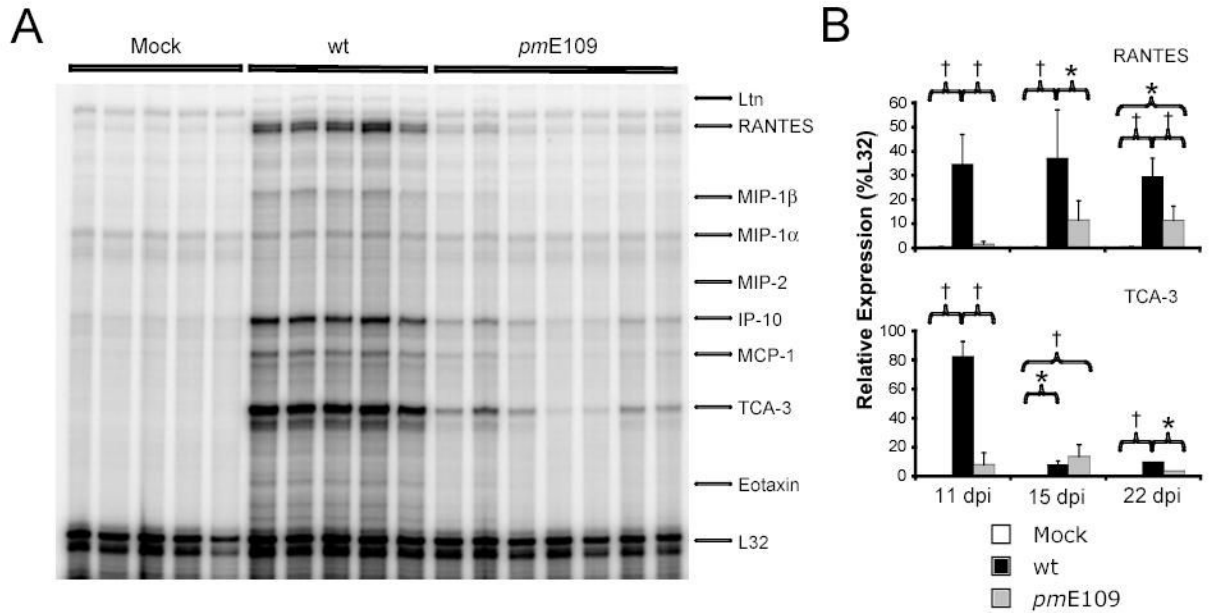 A
Mock
wt
pmE109
Ltn
RANTES
MIP-1β
MIP-1α
MIP-2
IP-10
MCP-1
TCA-3
Eotaxin
L32
B
RANTES
† †
† *
*
† †
60
50
40
30
20
10
0
Relative Expression (%L32)
TCA-3
† †
†
*
† *
100
80
60
40
20
0
11 dpi 15 dpi 22 dpi
Mock
wt
pmE109